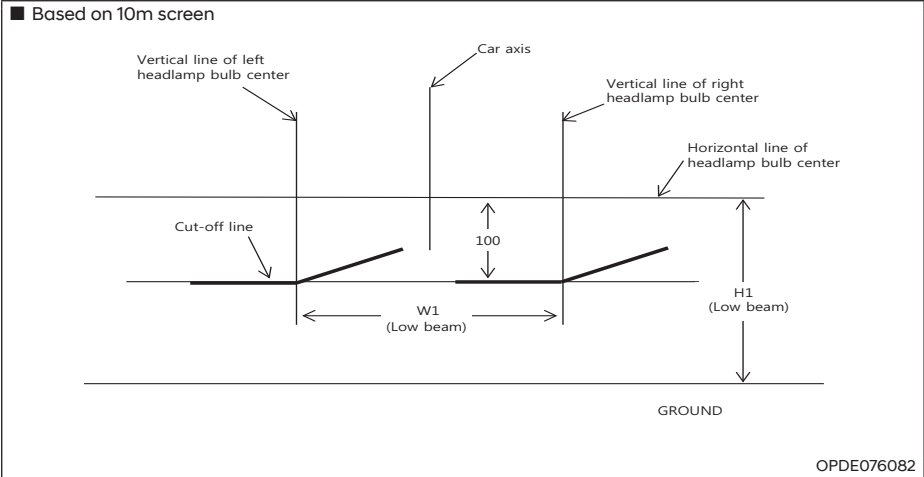 ■ Based on 10m screen
Car axis
Vertical line of left
headlamp bulb center
Vertical line of right
headlamp bulb center
Horizontal line of
headlamp bulb center
Cut-off line
100
W1
(Low beam)
H1
(Low beam)
GROUND
OPDE076082